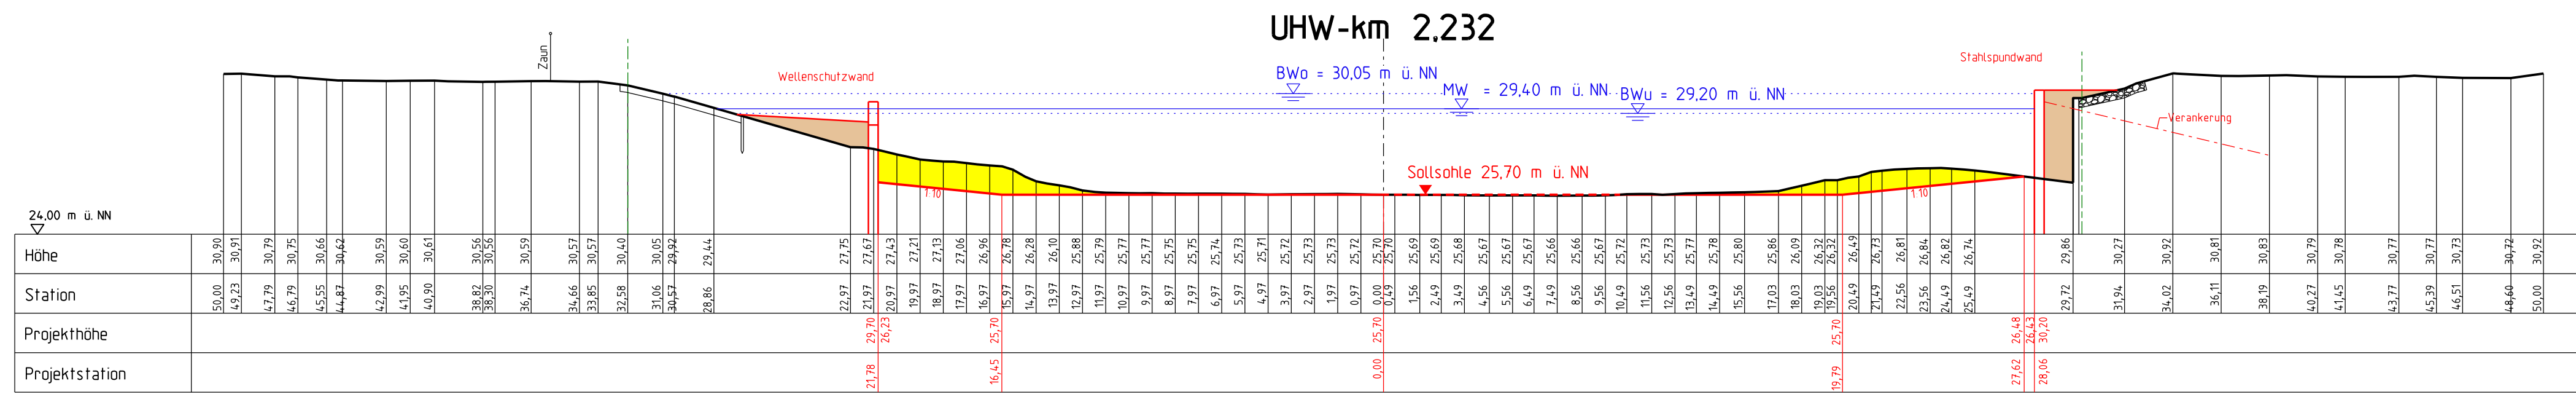 UHW-km 2.232
Zaun
Wellenschutzwand
Stahlspundwand
BWo = 30,05 m ü. NN
MW = 29,40 m ü. NN
BWu = 29,20 m ü. NN
Verankerung
Sollsohle 25,70 m ü. NN
1:10
1:10
24,00 m ü. NN
Höhe 30,90 30,91 30,79 30,75 30,66 30,62 30,59 30,60 30,61 30,56 30,56 30,59 30,57 30,57 30,40 30,05 29,92 29,44 27,75 27,67 27,43 27,21 27,13 27,06 26,96 26,78 26,28 26,10 25,88 25,79 25,77 25,77 25,75 25,75 25,74 25,73 25,71 25,72 25,73 25,73 25,72 25,70 25,70 25,69 25,69 25,68 25,67 25,67 25,67 25,66 25,66 25,67 25,72 25,73 25,73 25,77 25,78 25,80 25,86 26,09 26,32 26,32 26,49 26,73 26,81 26,84 26,82 26,74 29,86 30,27 30,92 30,81 30,83 30,79 30,78 30,77 30,77 30,73 30,72 30,92
Station 50,00 49,23 47,79 46,79 45,55 44,87 42,99 41,95 40,90 38,82 38,30 36,74 34,66 33,85 32,58 31,06 30,57 28,86 22,97 21,97 20,97 19,97 18,97 17,97 16,97 15,97 14,97 13,97 12,97 11,97 10,97 9,97 8,97 7,97 6,97 5,97 4,97 3,97 2,97 1,97 0,97 0,00 0,49 1,56 2,49 3,49 4,56 5,56 6,49 7,49 8,56 9,56 10,49 11,56 12,56 13,49 14,49 15,56 17,03 18,03 19,03 19,56 20,49 21,49 22,56 23,56 24,49 25,49 29,72 31,94 34,02 36,11 38,19 40,27 41,45 43,77 45,39 46,51 48,60 50,00
Projekthöhe 29,70 26,23 25,70 25,70 25,70 26,48 26,43 30,20
Projektstation 21,78 16,45 0,00 19,79 27,62 28,06